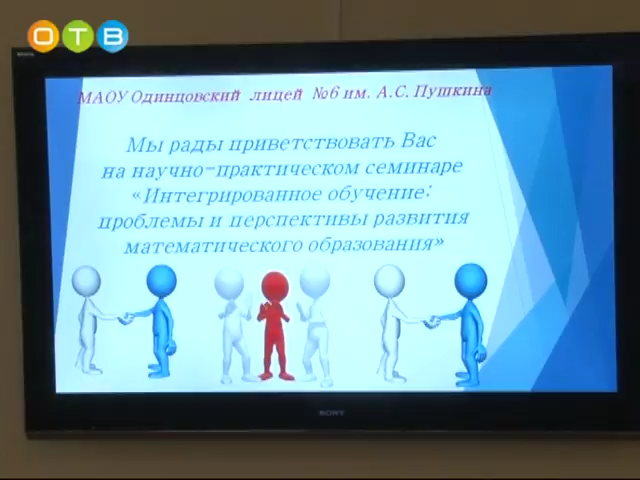 ОТВ
МАОУ Одинцовский лицей №6 им. А.С. Пушкина
Мы рады приветствовать Вас
на научно-практическом семинаре
«Интегрированное обучение:
проблемы и перспективы развития
математического образования»
SONY